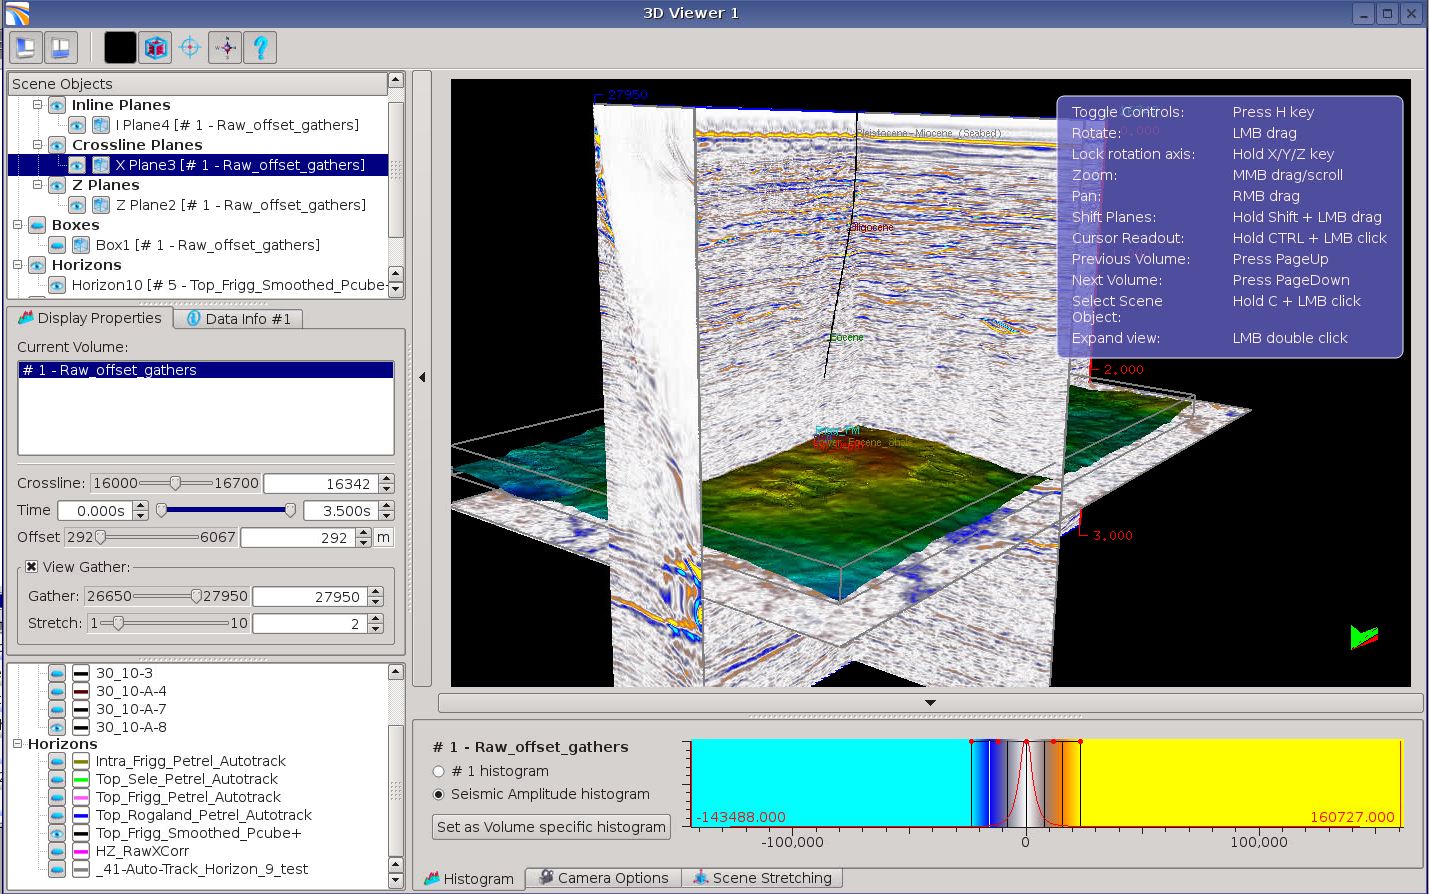 3D Viewer 1
Scene Objects
Inline Planes
I Plane4 [# 1 - Raw_offset_gathers]
Crossline Planes
X Plane3 [# 1 - Raw_offset_gathers]
Z Planes
Z Plane2 [# 1 - Raw_offset_gathers]
Boxes
Box1 [# 1 - Raw_offset_gathers]
Horizons
Horizon10 [# 5 - Top_Frigg_Smoothed_Pcube-
Display Properties
Data Info #1
Current Volume:
# 1 - Raw_offset_gathers
Crossline: 16000 16700 16342
Time 0.000s 3.500s
Offset 292 6067 292 m
View Gather:
Gather: 26650 27950 27950
Stretch: 1 10 2
30_10-3
30_10-A-4
30_10-A-7
30_10-A-8
Horizons
Intra_Frigg_Petrel_Autotrack
Top_Sele_Petrel_Autotrack
Top_Frigg_Petrel_Autotrack
Top_Rogaland_Petrel_Autotrack
Top_Frigg_Smoothed_Pcube+
HZ_RawXCorr
_41-Auto-Track_Horizon_9_test
27950
Pleistocene-Miocene (Seabed)
Oligocene
Eocene
Frigg_FM
Lower_Eocene_Shale
0.000
2.000
3.000
Toggle Controls: Press H key
Rotate: LMB drag
Lock rotation axis: Hold X/Y/Z key
Zoom: MMB drag/scroll
Pan: RMB drag
Shift Planes: Hold Shift + LMB drag
Cursor Readout: Hold CTRL + LMB click
Previous Volume: Press PageUp
Next Volume: Press PageDown
Select Scene Hold C + LMB click
Object:
Expand view: LMB double click
# 1 - Raw_offset_gathers
# 1 histogram
Seismic Amplitude histogram
Set as Volume specific histogram
-143488.000
160727.000
-100,000 0 100,000
Histogram
Camera Options
Scene Stretching